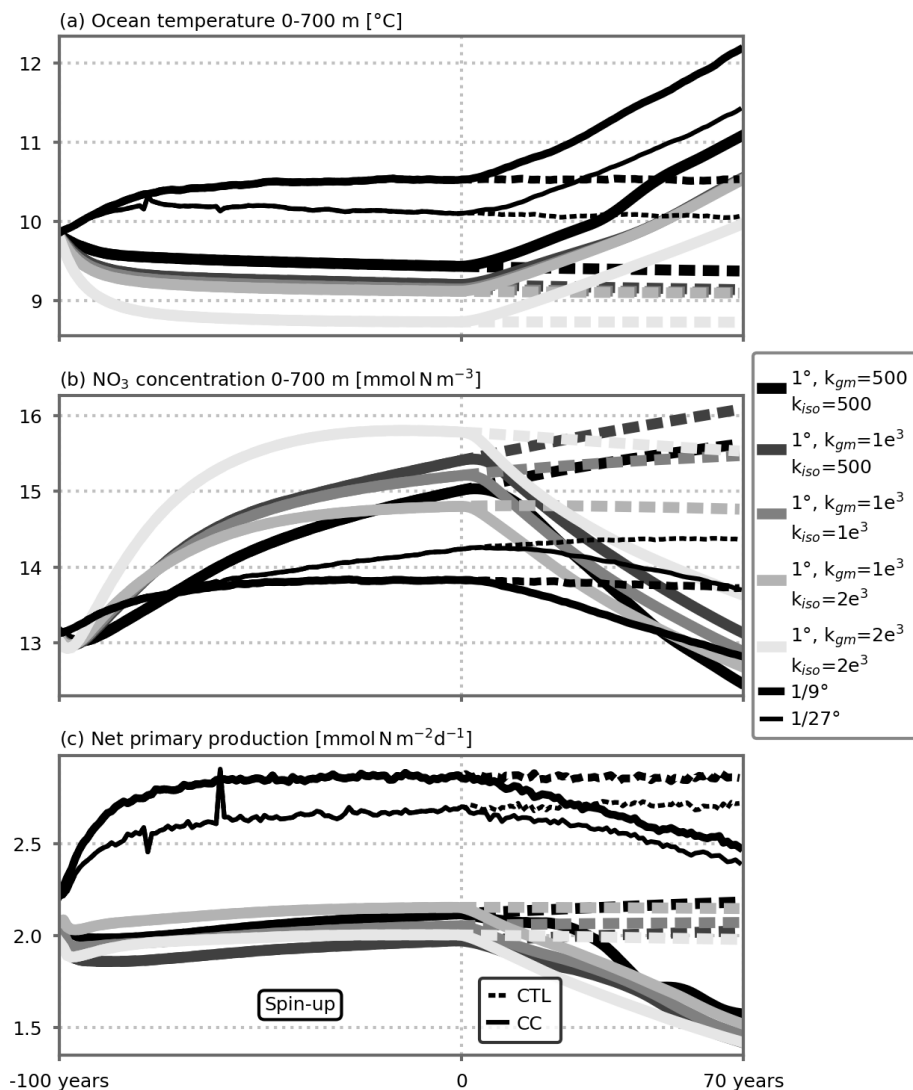 (a) Ocean temperature 0-700 m [°C]
12
11
10
9
(b) NO₃ concentration 0-700 m [mmol N m⁻³]
16
15
14
13
1°, k_gm=500
k_iso=500
1°, k_gm=1e³
k_iso=500
1°, k_gm=1e³
k_iso=1e³
1°, k_gm=1e³
k_iso=2e³
1°, k_gm=2e³
k_iso=2e³
1/9°
1/27°
(c) Net primary production [mmol N m⁻²d⁻¹]
2.5
2.0
1.5
Spin-up
CTL
CC
-100 years
0
70 years